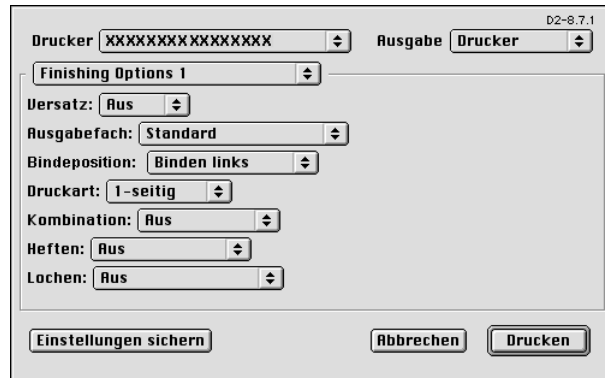 D2-8.7.1
Drucker XXXXXXXXXXXXXXXX Ausgabe Drucker
Finishing Options 1
Versatz: Aus
Ausgabefach: Standard
Bindeposition: Binden links
Druckart: 1-seitig
Kombination: Aus
Heften: Aus
Lochen: Aus
Einstellungen sichern Abbrechen Drucken